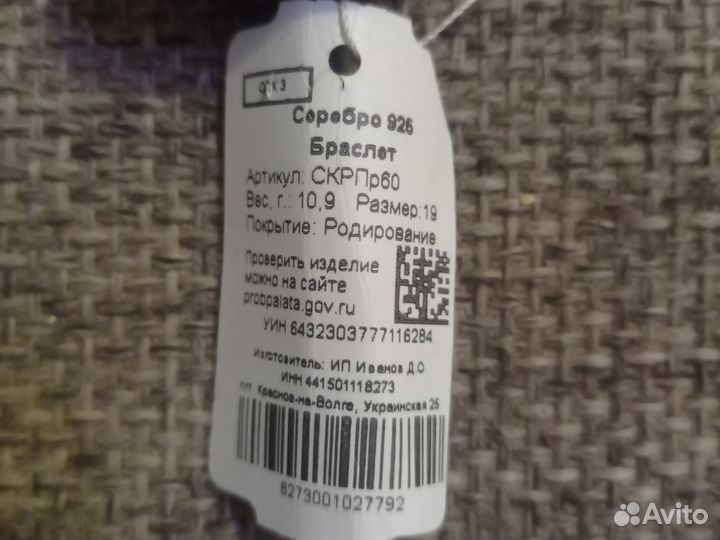 ОТК 3
Серебро 925
Браслет
Артикул: СКРПр60
Вес, г.: 10,9 Размер:19
Покрытие: Родирование
Проверить изделие
можно на сайте
probpalata.gov.ru
УИН 6432303777116284
Изготовитель: ИП Иванов Д.О.
ИНН 441501118273
пгт Красное-на-Волге, Украинская 25
8273001027792
Avito